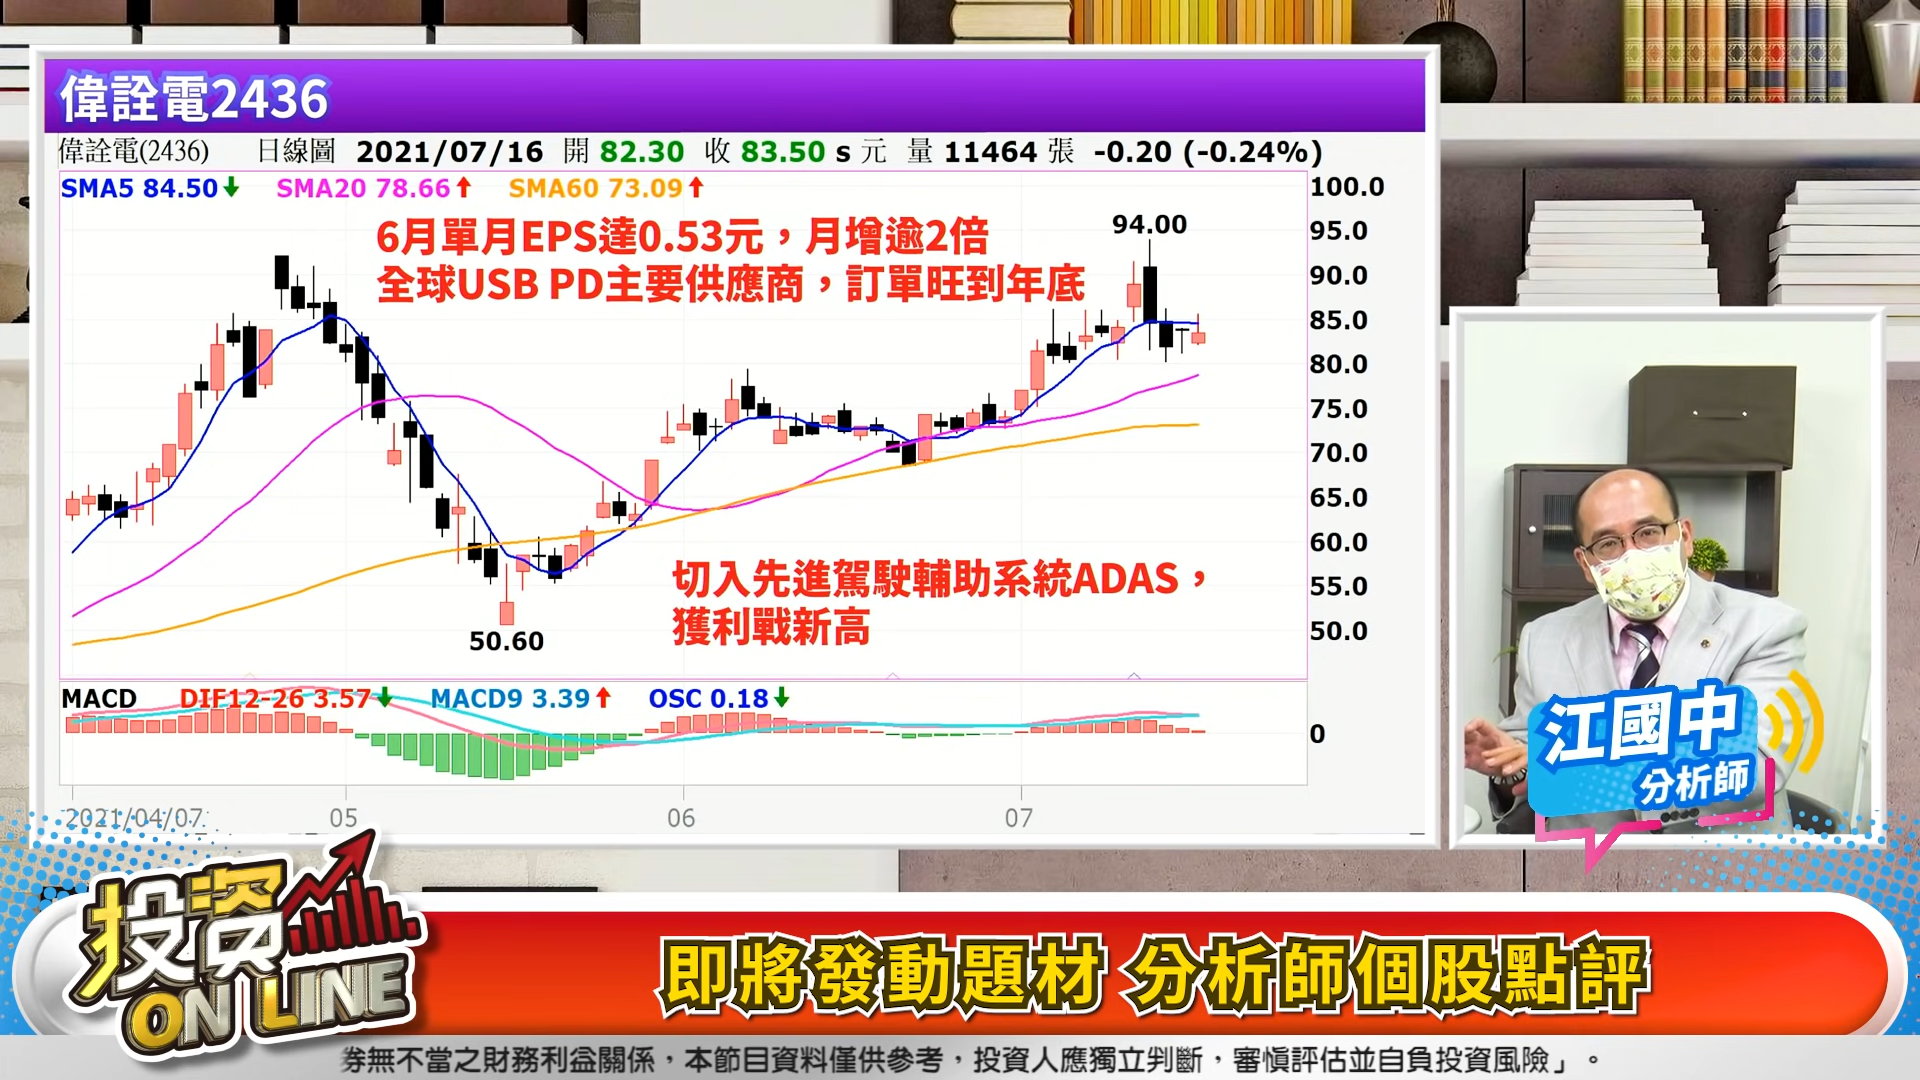 偉詮電2436
偉詮電(2436) 日線圖 2021/07/16 開 82.30 收 83.50 s 元 量 11464 張 -0.20 (-0.24%)
SMA5 84.50 SMA20 78.66 SMA60 73.09
6月單月EPS達0.53元，月增逾2倍
全球USB PD主要供應商，訂單旺到年底
94.00
100.0
95.0
90.0
85.0
80.0
75.0
70.0
65.0
60.0
55.0
50.0
切入先進駕駛輔助系統ADAS，
獲利戰新高
50.60
MACD DIF12-26 3.57 MACD9 3.39 OSC 0.18
0
2021/04/07 05 06 07
江國中
分析師
投資
ON LINE
即將發動題材 分析師個股點評
券無不當之財務利益關係，本節目資料僅供參考，投資人應獨立判斷，審慎評估並自負投資風險」。